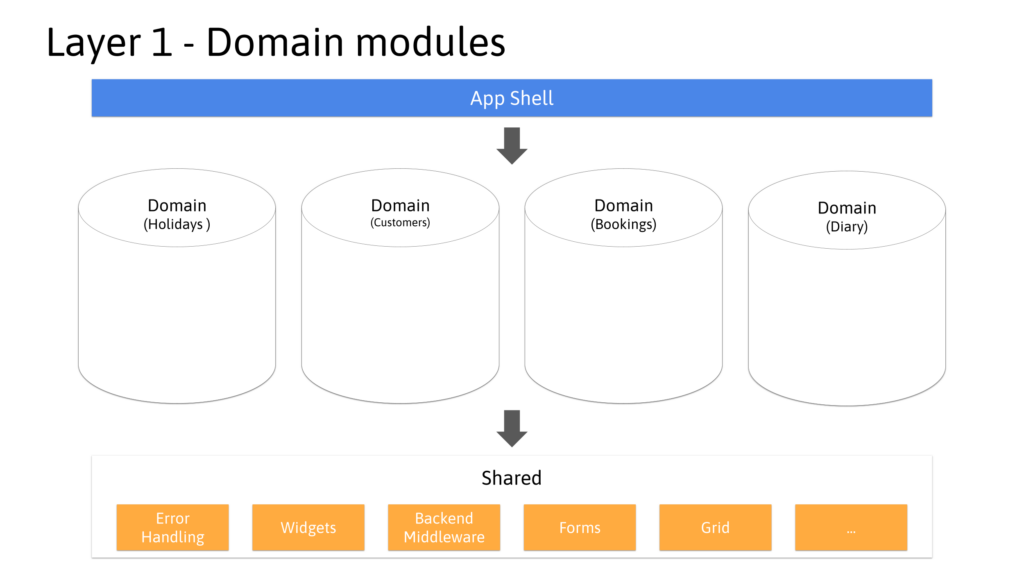 Layer 1 - Domain modules
App Shell
Domain
(Holidays )
Domain
(Customers)
Domain
(Bookings)
Domain
(Diary)
Shared
Error
Handling
Widgets
Backend
Middleware
Forms
Grid
...